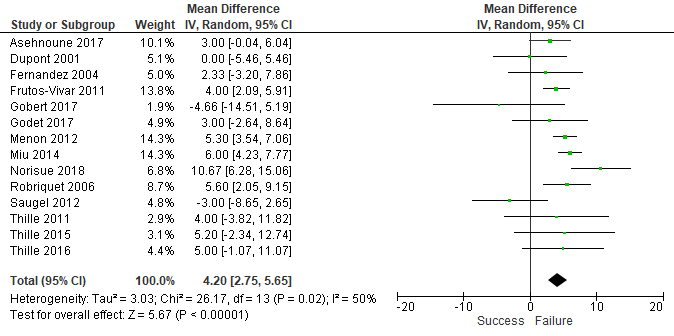 Mean Difference Mean Difference
Study or Subgroup Weight IV, Random, 95% CI IV, Random, 95% CI
Asehnoune 2017 10.1% 3.00 [-0.04, 6.04]
Dupont 2001 5.1% 0.00 [-5.46, 5.46]
Fernandez 2004 5.0% 2.33 [-3.20, 7.86]
Frutos-Vivar 2011 13.8% 4.00 [2.09, 5.91]
Gobert 2017 1.9% -4.66 [-14.51, 5.19]
Godet 2017 4.9% 3.00 [-2.64, 8.64]
Menon 2012 14.3% 5.30 [3.54, 7.06]
Miu 2014 14.3% 6.00 [4.23, 7.77]
Norisue 2018 6.8% 10.67 [6.28, 15.06]
Robriquet 2006 8.7% 5.60 [2.05, 9.15]
Saugel 2012 4.8% -3.00 [-8.65, 2.65]
Thille 2011 2.9% 4.00 [-3.82, 11.82]
Thille 2015 3.1% 5.20 [-2.34, 12.74]
Thille 2016 4.4% 5.00 [-1.07, 11.07]
Total (95% CI) 100.0% 4.20 [2.75, 5.65]
Heterogeneity: Tau² = 3.03; Chi² = 26.17, df = 13 (P = 0.02); I² = 50%
Test for overall effect: Z = 5.67 (P < 0.00001)
-20 -10 0 10 20
Success Failure